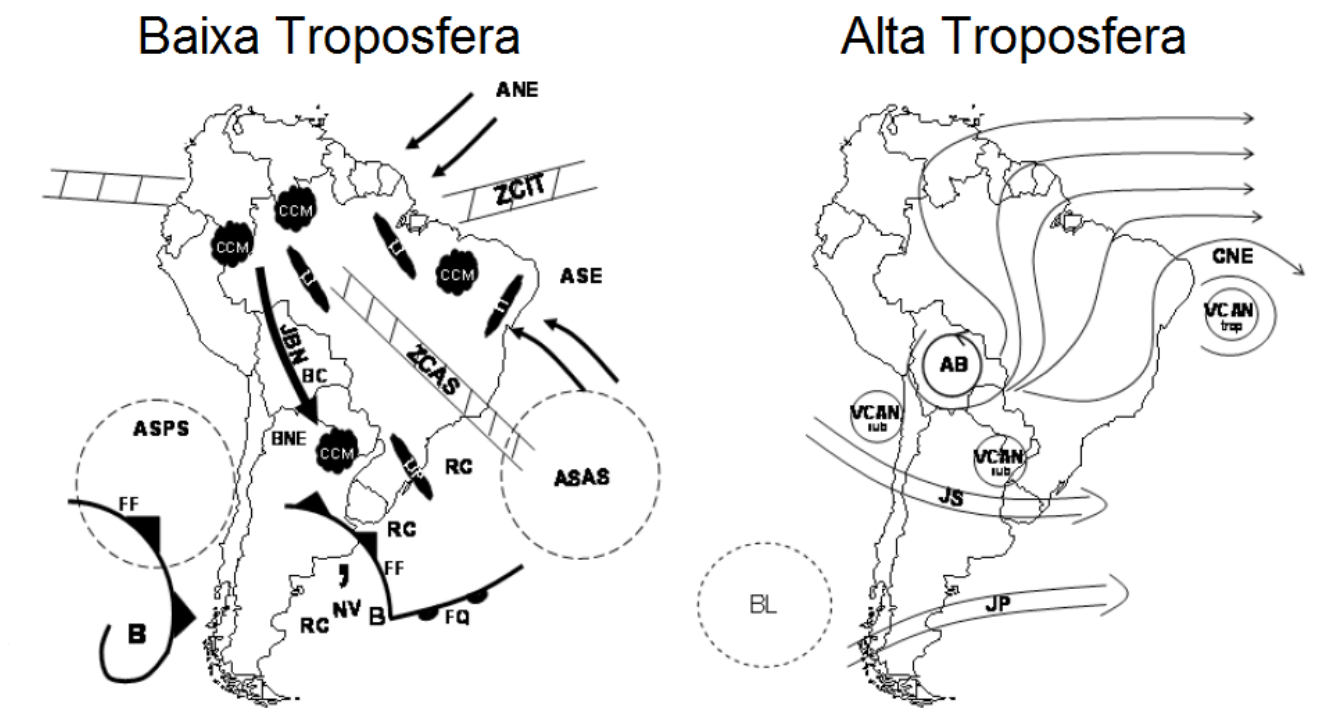 Baixa Troposfera
ANE
ZCIT
CCM
CCM
LI
CCM
LI
LI
ASE
JBN
BC
ZCAS
ASPS
BNE
CCM
LIP
RC
ASAS
FF
RC
FF
NV
RC
B
FQ
B
Alta Troposfera
CNE
VCAN
trop
AB
VCAN
sub
VCAN
sub
JS
BL
JP